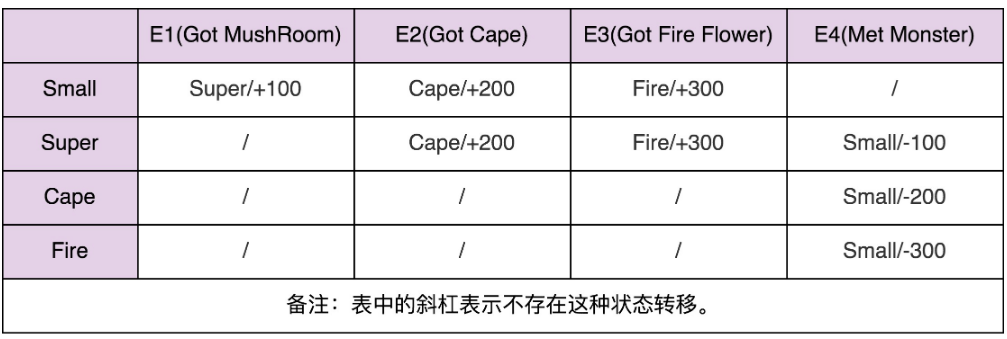 E1(Got MushRoom) E2(Got Cape) E3(Got Fire Flower) E4(Met Monster)
Small Super/+100 Cape/+200 Fire/+300 /
Super / Cape/+200 Fire/+300 Small/-100
Cape / / / Small/-200
Fire / / / Small/-300
备注：表中的斜杠表示不存在这种状态转移。